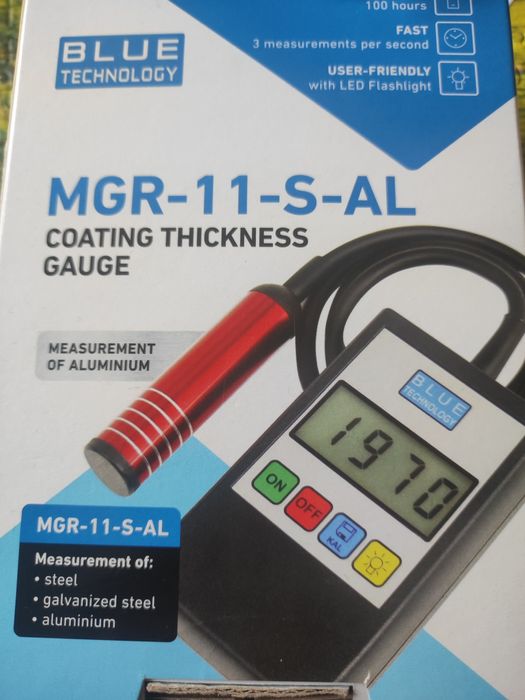 100 hours
FAST
3 measurements per second
USER-FRIENDLY
with LED Flashlight
BLUE
TECHNOLOGY
MGR-11-S-AL
COATING THICKNESS
GAUGE
MEASUREMENT
OF ALUMINIUM
BLUE
TECHNOLOGY
1970
ON
OFF
KAL
MGR-11-S-AL
Measurement of:
• steel
• galvanized steel
• aluminium